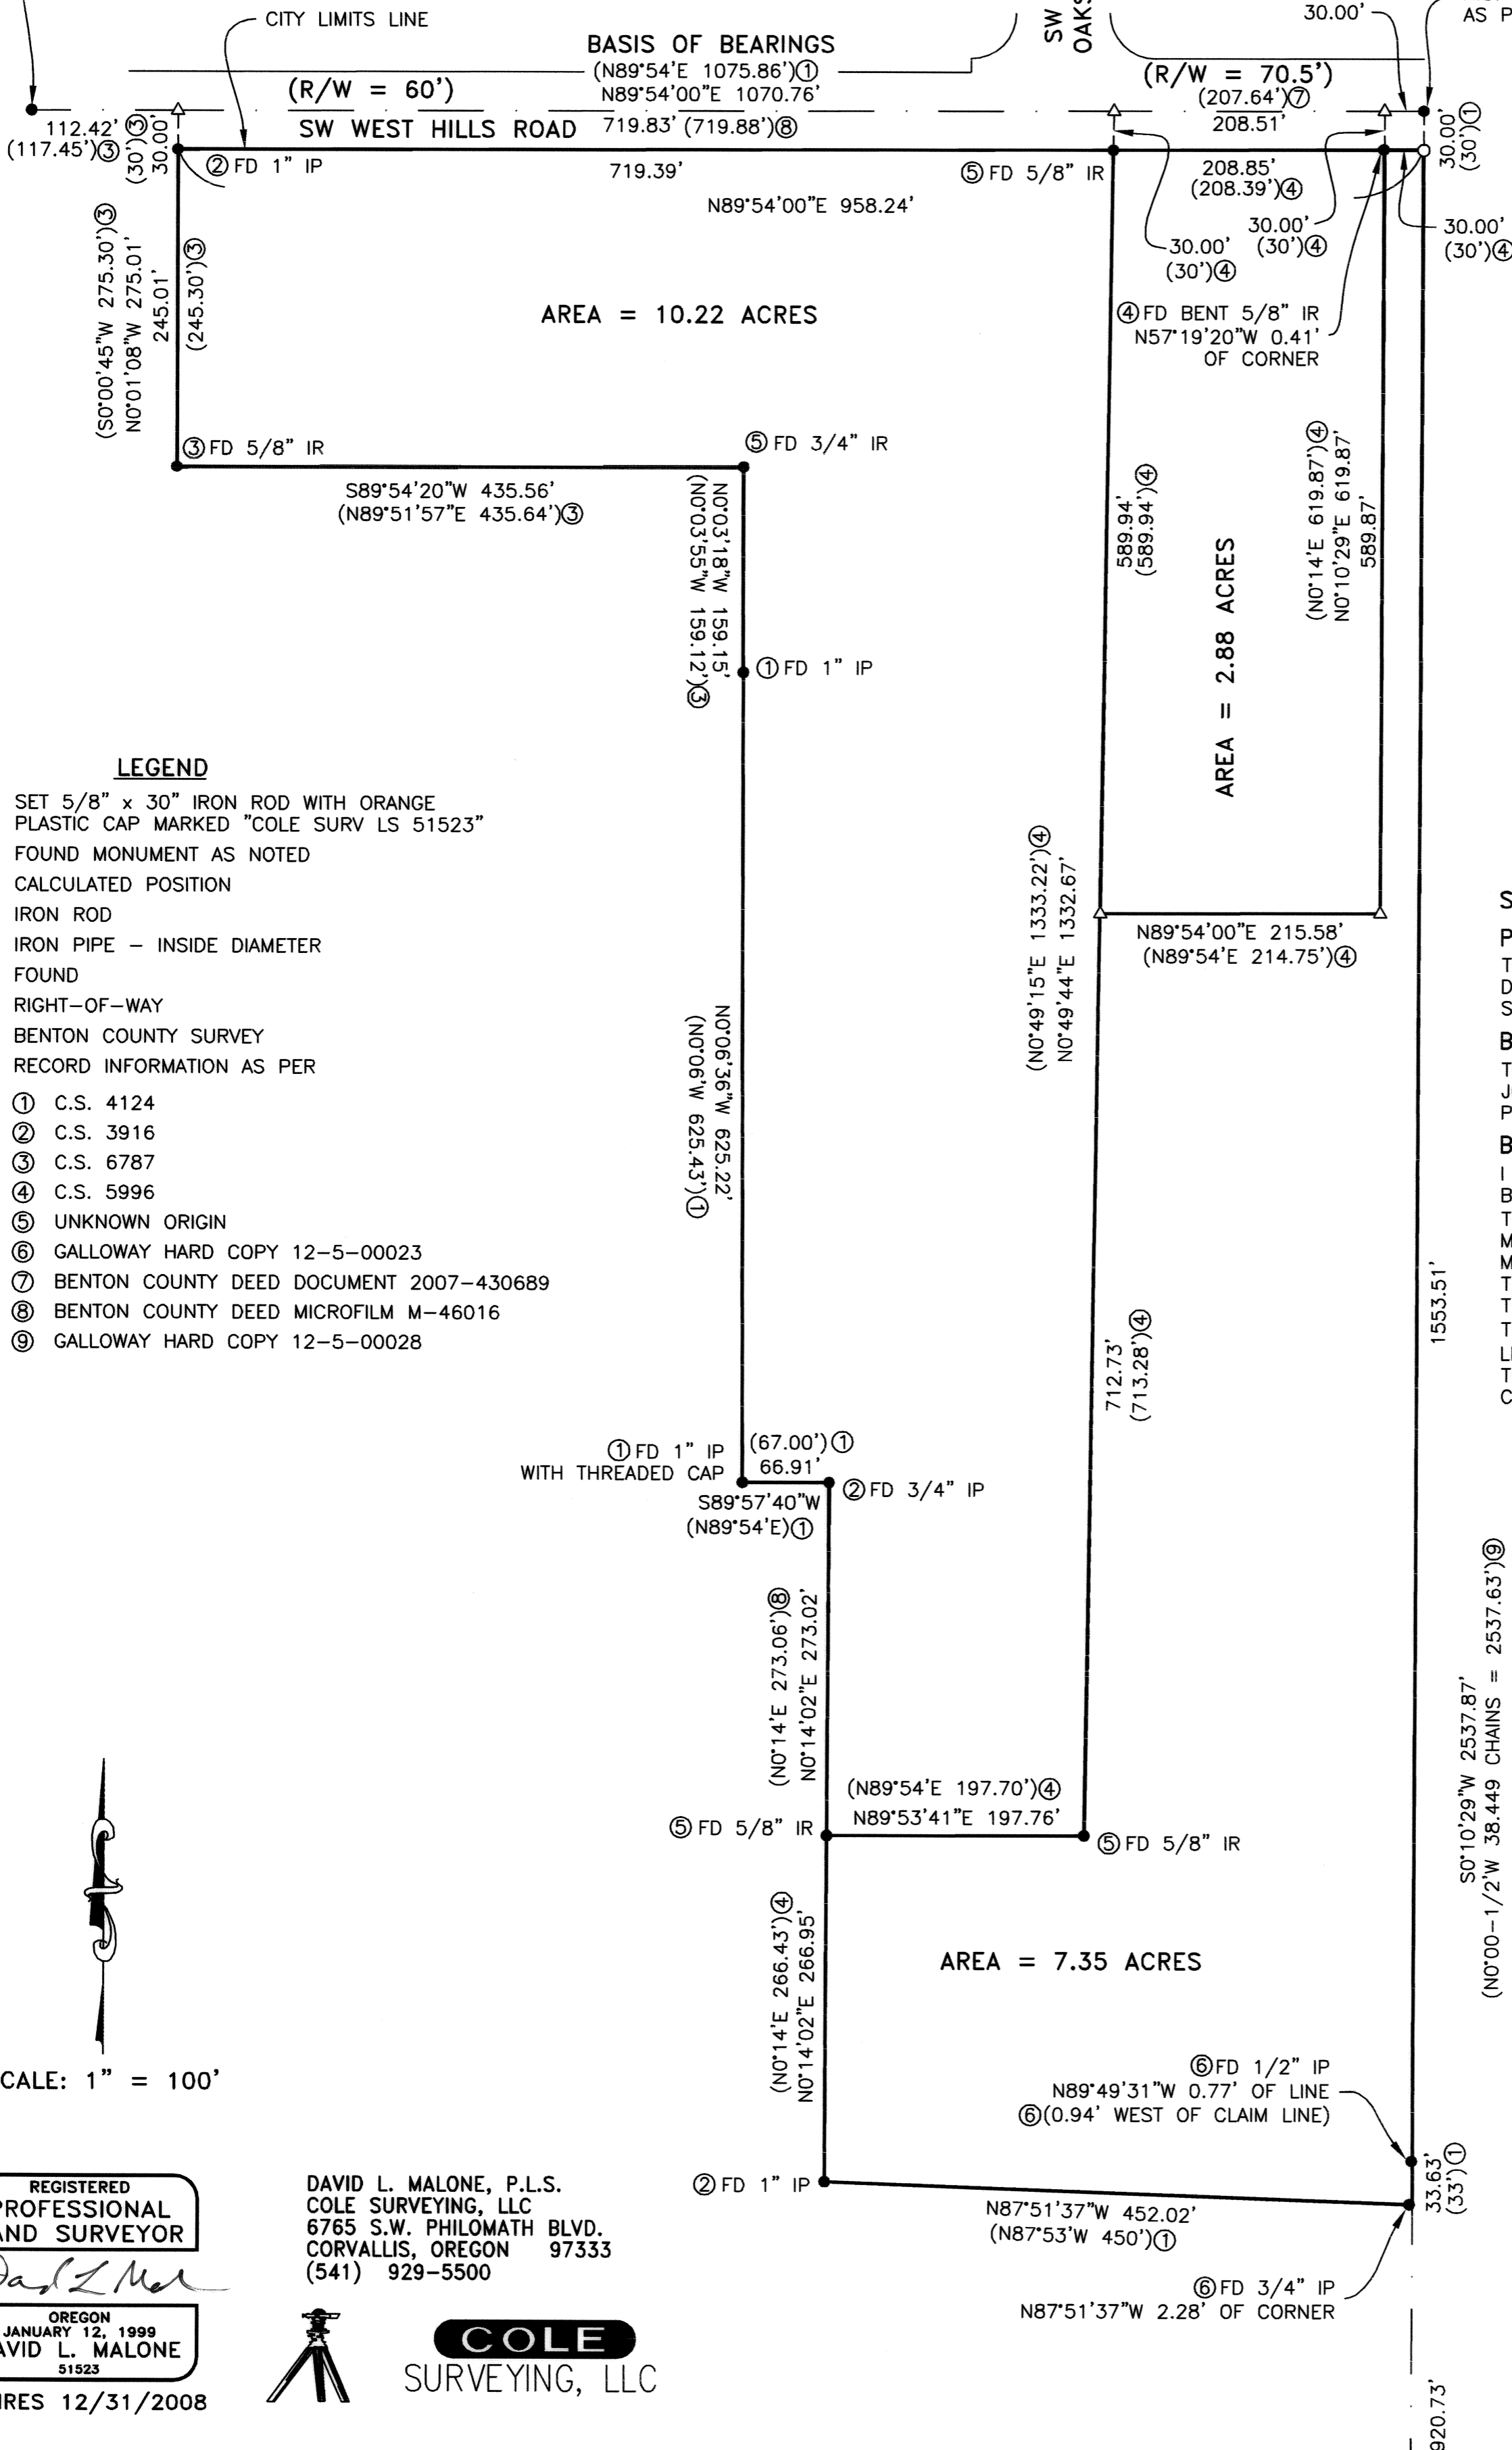 CITY LIMITS LINE
BASIS OF BEARINGS
(N89°54'E 1075.86')①
N89°54'00"E 1070.76'
(R/W = 60')
SW WEST HILLS ROAD
719.83' (719.88')⑧
SW
OAKS
30.00'
AS P
(R/W = 70.5')
(207.64')⑦
208.51'
30.00'
(30')①
112.42'
(117.45')③
(30')③
30.00'
②FD 1" IP
719.39'
⑤FD 5/8" IR
208.85'
(208.39')④
N89°54'00"E 958.24'
30.00'
(30')④
30.00'
(30')④
30.00'
(30')④
(S0°00'45"W 275.30')③
N0°01'08"W 275.01'
245.01'
(245.30')③
AREA = 10.22 ACRES
④FD BENT 5/8" IR
N57°19'20"W 0.41'
OF CORNER
③FD 5/8" IR
⑤FD 3/4" IR
S89°54'20"W 435.56'
(N89°51'57"E 435.64')③
N0°03'18"W 159.15'
(N0°03'55"W 159.12')③
①FD 1" IP
589.94'
(589.94')④
AREA = 2.88 ACRES
(N0°14'E 619.87')④
N0°10'29"E 619.87'
589.87'
LEGEND
SET 5/8" x 30" IRON ROD WITH ORANGE
PLASTIC CAP MARKED "COLE SURV LS 51523"
FOUND MONUMENT AS NOTED
CALCULATED POSITION
IRON ROD
IRON PIPE – INSIDE DIAMETER
FOUND
RIGHT–OF–WAY
BENTON COUNTY SURVEY
RECORD INFORMATION AS PER
① C.S. 4124
② C.S. 3916
③ C.S. 6787
④ C.S. 5996
⑤ UNKNOWN ORIGIN
⑥ GALLOWAY HARD COPY 12–5–00023
⑦ BENTON COUNTY DEED DOCUMENT 2007–430689
⑧ BENTON COUNTY DEED MICROFILM M–46016
⑨ GALLOWAY HARD COPY 12–5–00028
(N0°49'15"E 1333.22')④
N0°49'44"E 1332.67'
N89°54'00"E 215.58'
(N89°54'E 214.75')④
N0°06'36"W 625.22'
(N0°06'W 625.43')①
712.73'
(713.28')④
1553.51'
①FD 1" IP
WITH THREADED CAP
(67.00')①
66.91'
②FD 3/4" IP
S89°57'40"W
(N89°54'E)①
(N0°14'E 273.06')⑧
N0°14'02"E 273.02'
S0°10'29"W 2537.87'
(N0°00–1/2'W 38.449 CHAINS = 2537.63')⑨
(N89°54'E 197.70')④
N89°53'41"E 197.76'
⑤FD 5/8" IR
⑤FD 5/8" IR
(N0°14'E 266.43')④
N0°14'02"E 266.95'
AREA = 7.35 ACRES
CALE: 1" = 100'
⑥FD 1/2" IP
N89°49'31"W 0.77' OF LINE
⑥(0.94' WEST OF CLAIM LINE)
33.63'
(33')①
②FD 1" IP
N87°51'37"W 452.02'
(N87°53'W 450')①
⑥FD 3/4" IP
N87°51'37"W 2.28' OF CORNER
920.73'
REGISTERED
PROFESSIONAL
AND SURVEYOR
OREGON
JANUARY 12, 1999
AVID L. MALONE
51523
IRES 12/31/2008
DAVID L. MALONE, P.L.S.
COLE SURVEYING, LLC
6765 S.W. PHILOMATH BLVD.
CORVALLIS, OREGON 97333
(541) 929–5500
COLE
SURVEYING, LLC